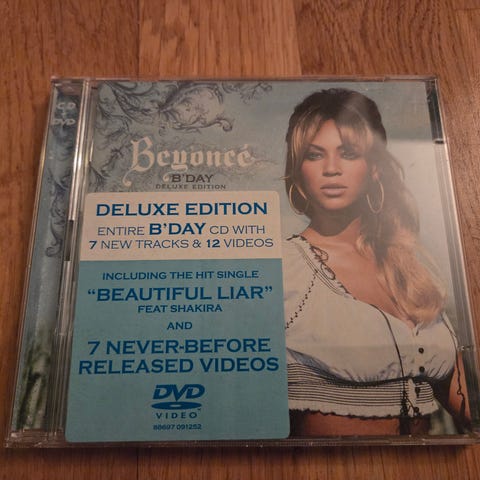 CD
DVD
Beyoncé
B'DAY
DELUXE EDITION
DELUXE EDITION
ENTIRE B'DAY CD WITH
7 NEW TRACKS & 12 VIDEOS
INCLUDING THE HIT SINGLE
"BEAUTIFUL LIAR"
FEAT SHAKIRA
AND
7 NEVER-BEFORE
RELEASED VIDEOS
DVD
VIDEO™
88697 091252